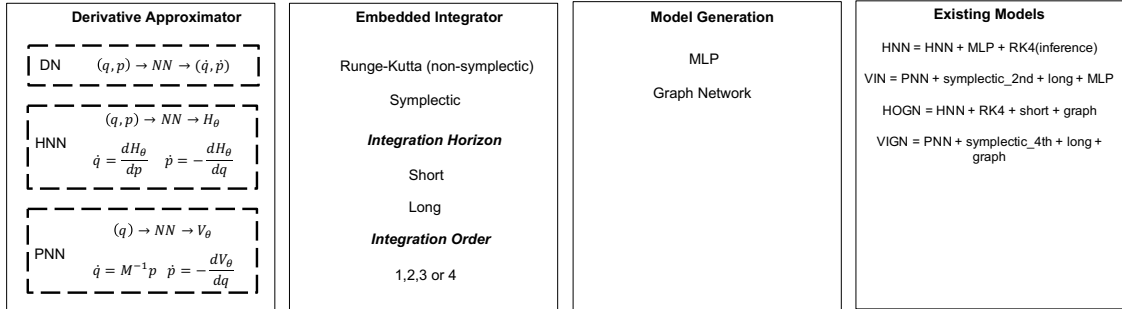 Derivative Approximator
DN (q, p) → NN → (q̇, ṗ)
(q, p) → NN → H_θ
HNN
q̇ = dH_θ/dp ṗ = −dH_θ/dq
(q) → NN → V_θ
PNN
q̇ = M⁻¹p ṗ = −dV_θ/dq
Embedded Integrator
Runge-Kutta (non-symplectic)
Symplectic
Integration Horizon
Short
Long
Integration Order
1,2,3 or 4
Model Generation
MLP
Graph Network
Existing Models
HNN = HNN + MLP + RK4(inference)
VIN = PNN + symplectic_2nd + long + MLP
HOGN = HNN + RK4 + short + graph
VIGN = PNN + symplectic_4th + long +
graph